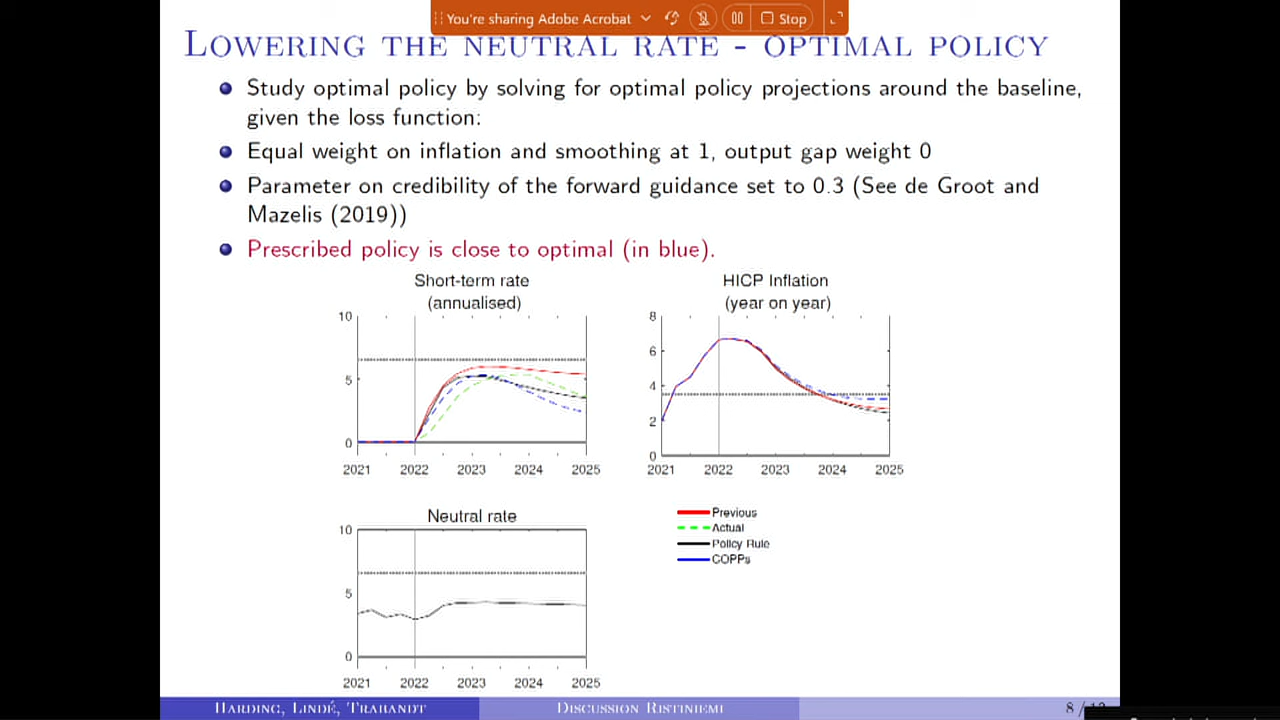 You're sharing Adobe Acrobat Stop
LOWERING THE NEUTRAL RATE - OPTIMAL POLICY
Study optimal policy by solving for optimal policy projections around the baseline,
given the loss function:
Equal weight on inflation and smoothing at 1, output gap weight 0
Parameter on credibility of the forward guidance set to 0.3 (See de Groot and
Mazelis (2019))
Prescribed policy is close to optimal (in blue).
Short-term rate
(annualised)
10
5
0
2021 2022 2023 2024 2025
HICP Inflation
(year on year)
8
6
4
2
0
2021 2022 2023 2024 2025
Neutral rate
10
5
0
2021 2022 2023 2024 2025
Previous
Actual
Policy Rule
COPPs
HARDING, LINDÉ, TRABANDT DISCUSSION RISTINIEMI 8 /